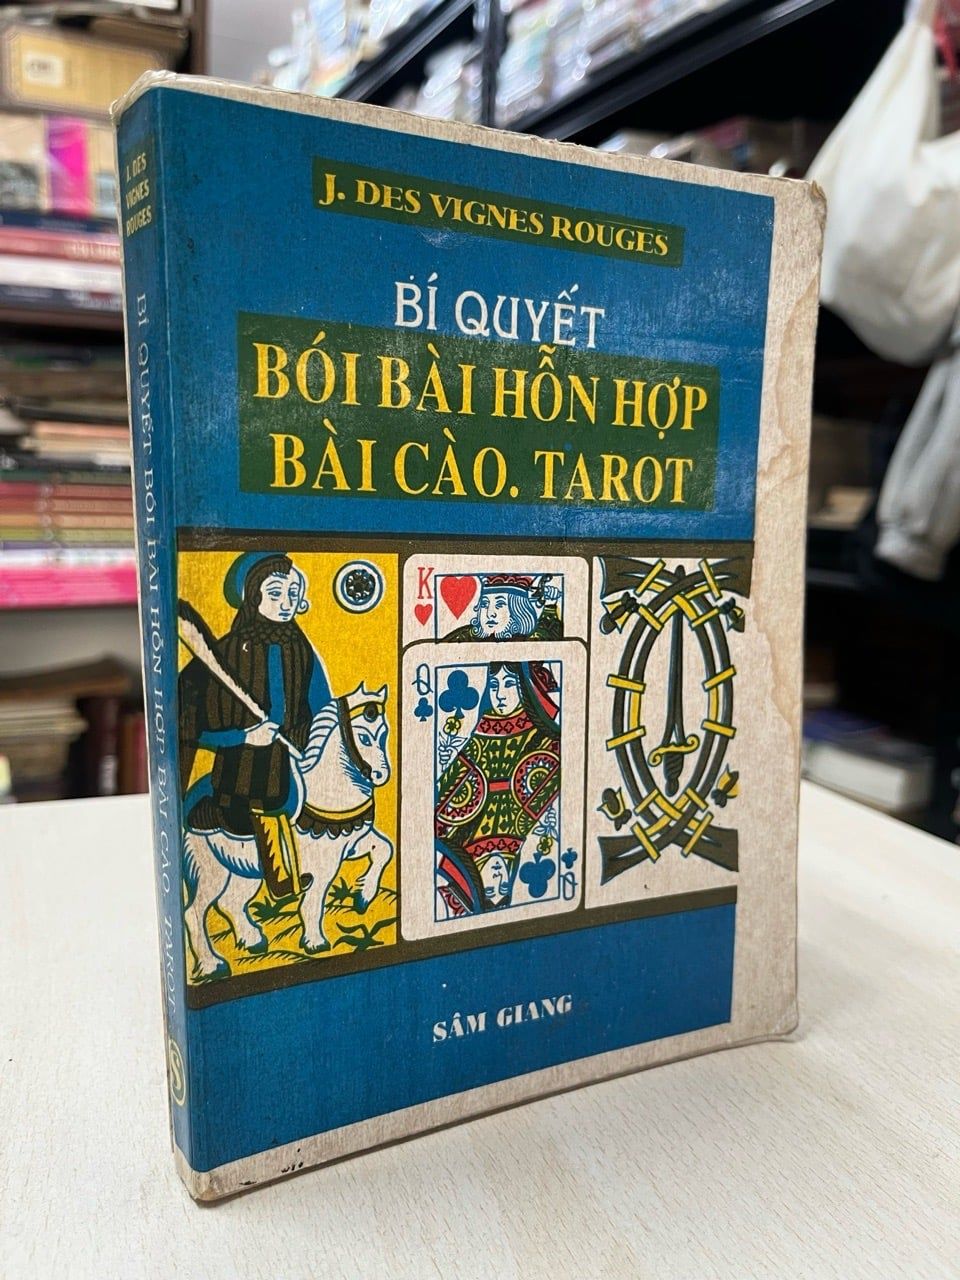 J. DES VIGNES ROUGES
BÍ QUYẾT
BÓI BÀI HỖN HỢP
BÀI CÀO. TAROT
K
Q
Q
SÂM GIANG
J. DES
VIGNES
ROUGES
BÍ QUYẾT BÓI BÀI HỖN HỢP BÀI CÀO. TAROT
S